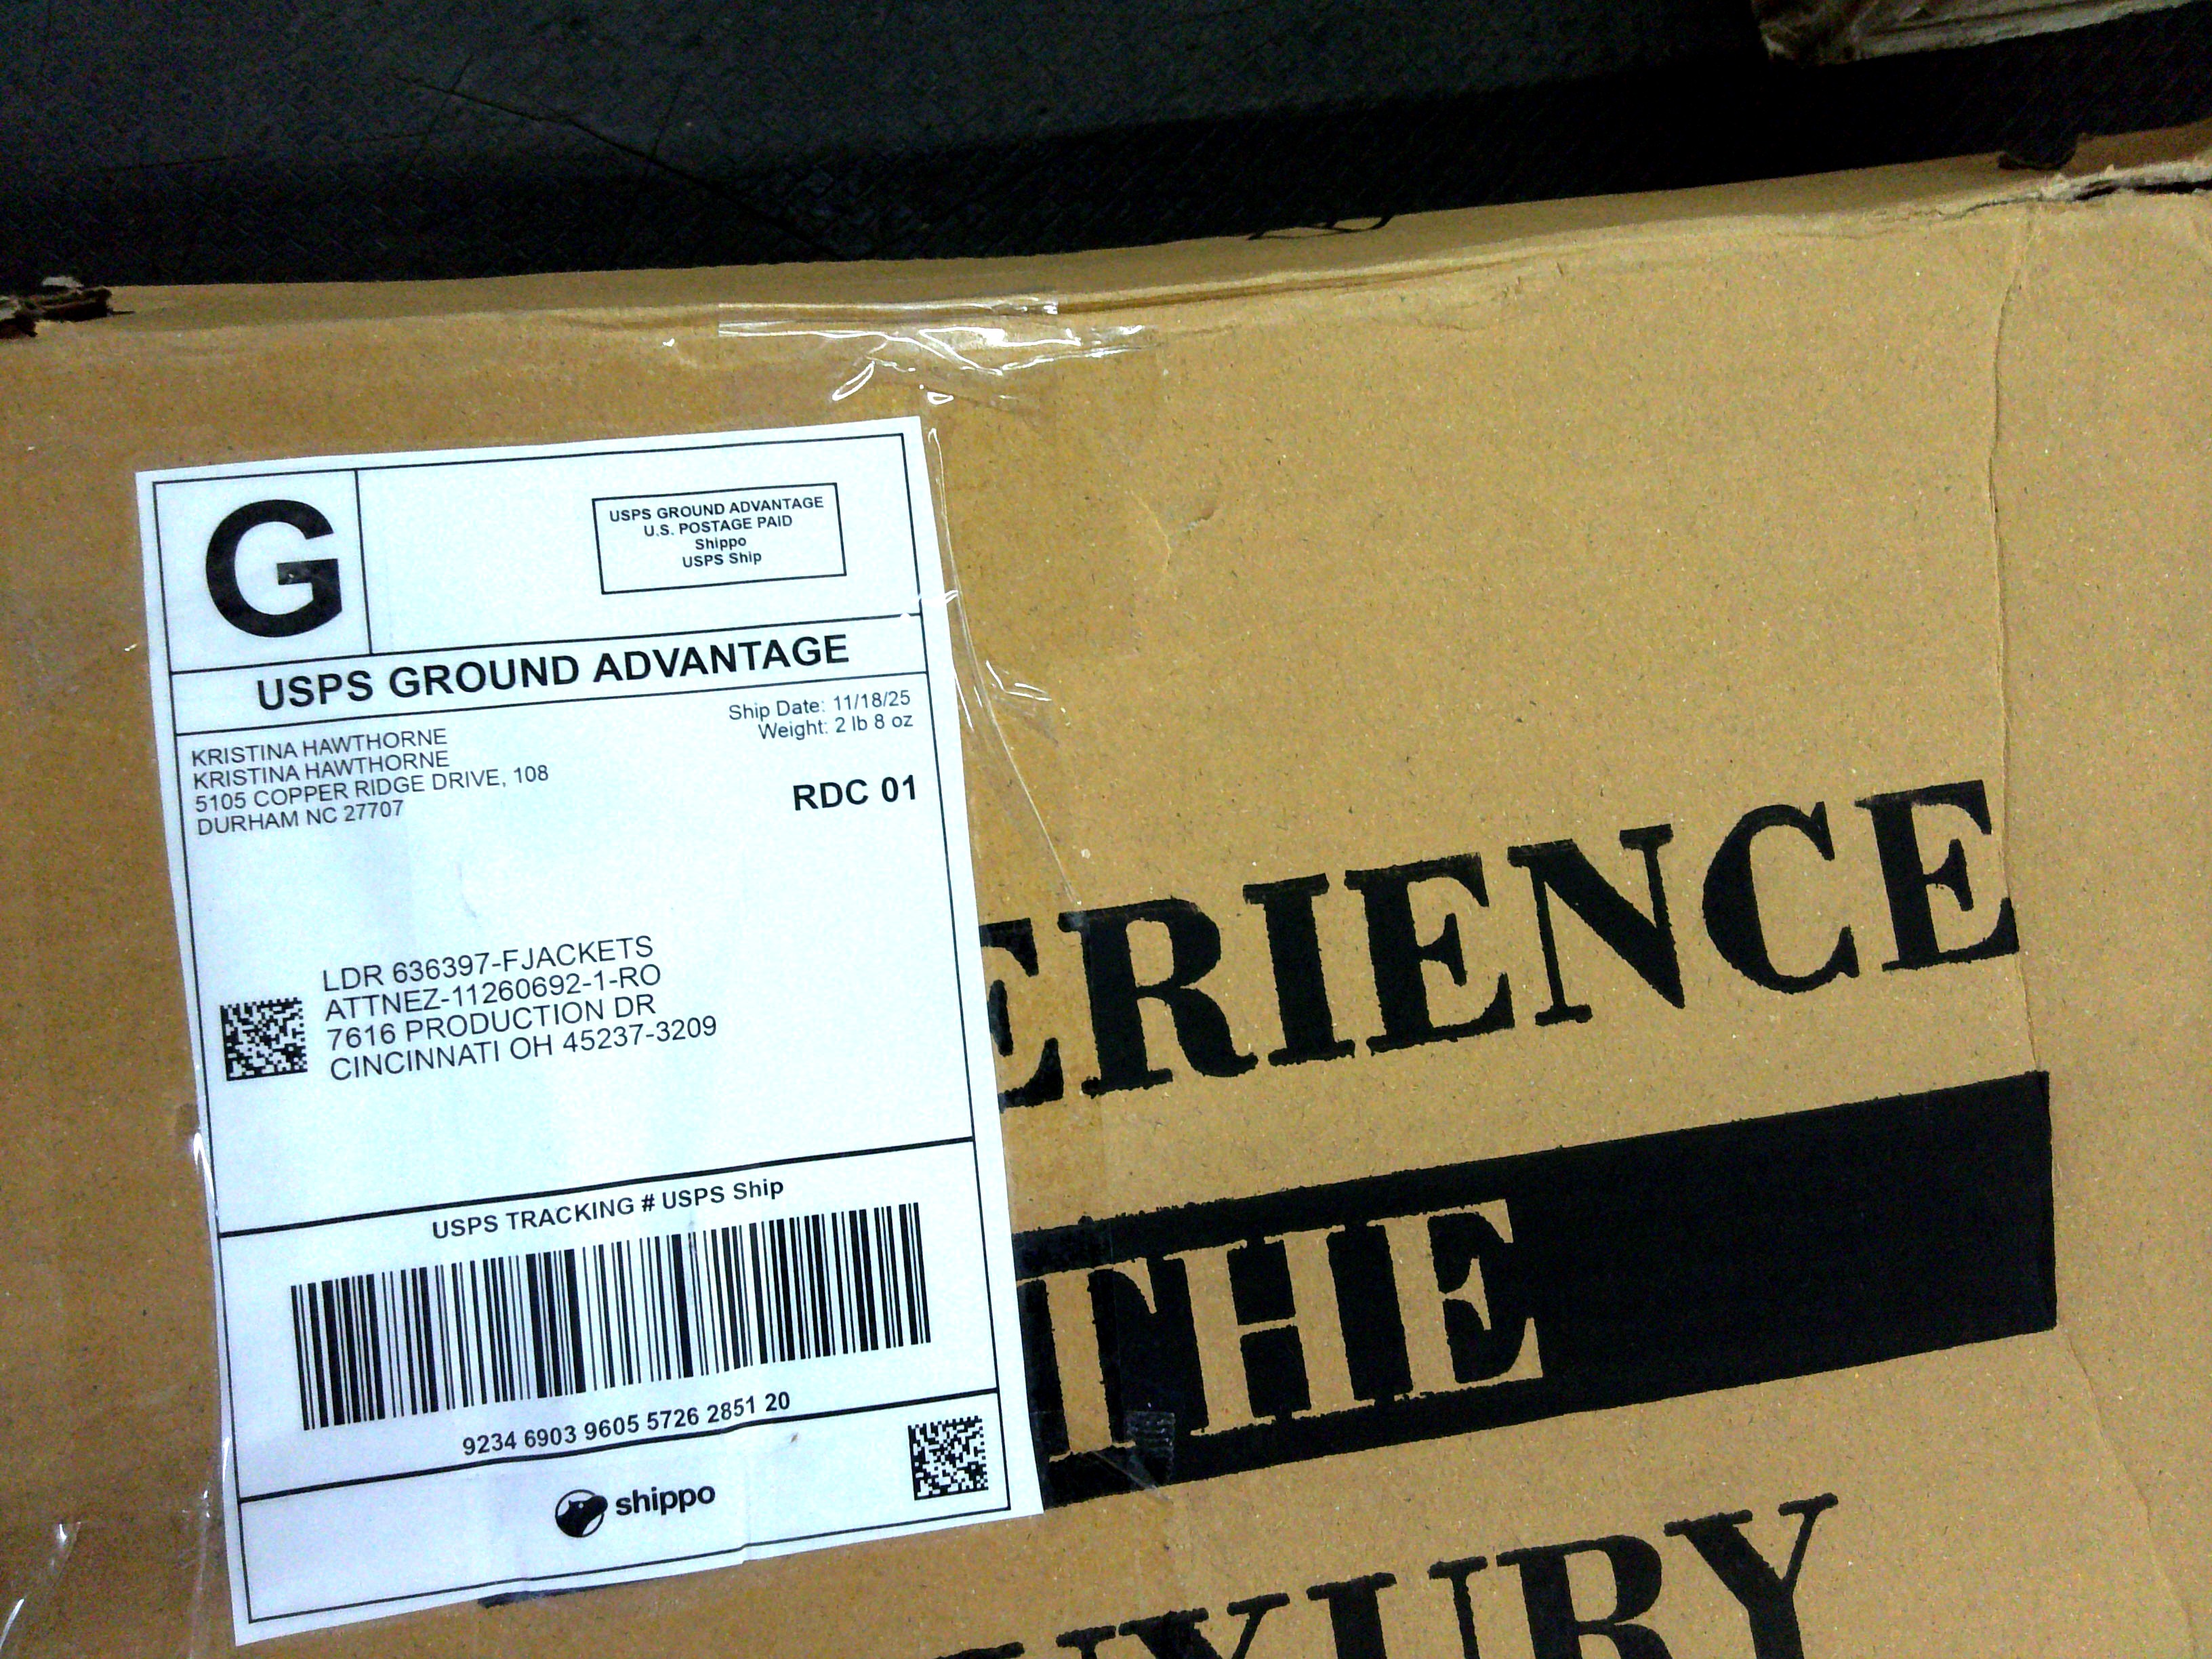 G
USPS GROUND ADVANTAGE
U.S. POSTAGE PAID
Shippo
USPS Ship
USPS GROUND ADVANTAGE
Ship Date: 11/18/25
Weight: 2 lb 8 oz
KRISTINA HAWTHORNE
KRISTINA HAWTHORNE
5105 COPPER RIDGE DRIVE, 108
DURHAM NC 27707
RDC 01
LDR 636397-FJACKETS
ATTNEZ-11260692-1-RO
7616 PRODUCTION DR
CINCINNATI OH 45237-3209
USPS TRACKING # USPS Ship
9234 6903 9605 5726 2851 20
shippo
ERIENCE
THE
UXURY